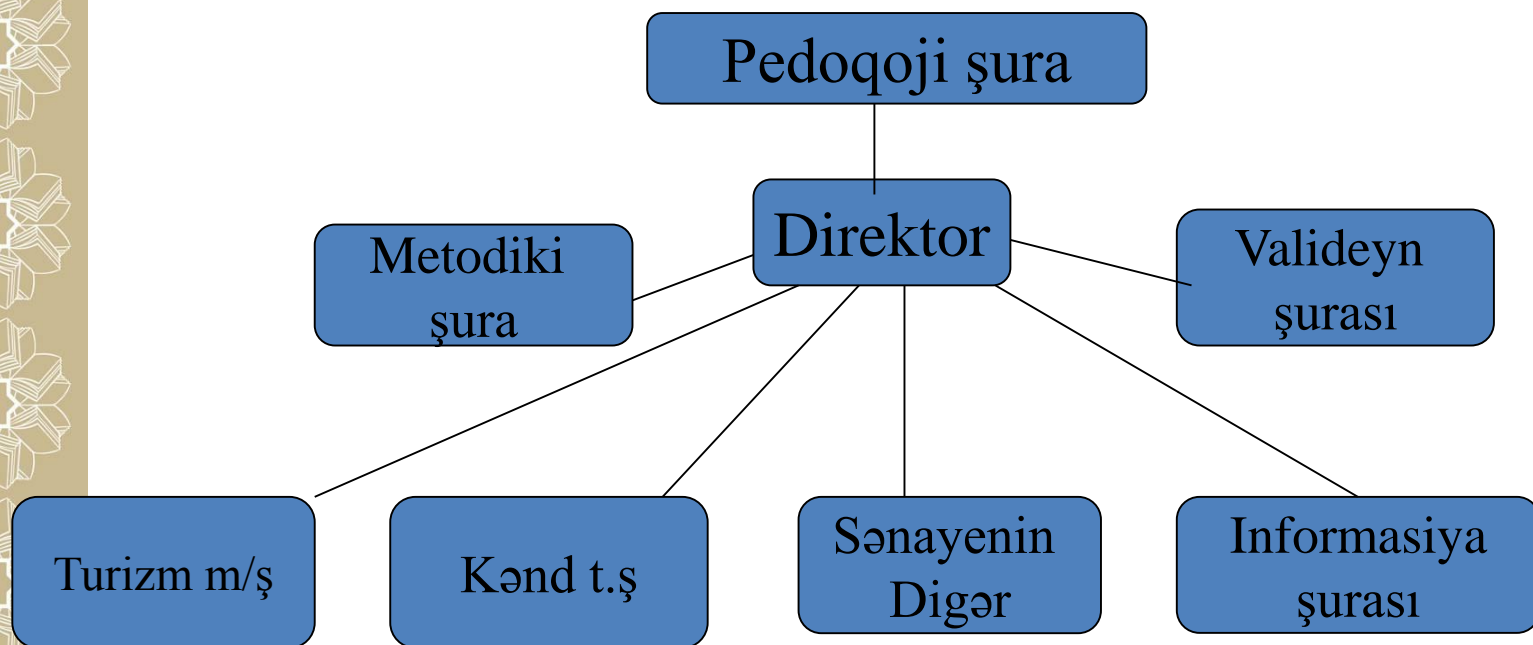 Pedoqoji şura
Direktor
Metodiki
şura
Valideyn
şurası
Turizm m/ş
Kənd t.ş
Sənayenin
Digər
Informasiya
şurası